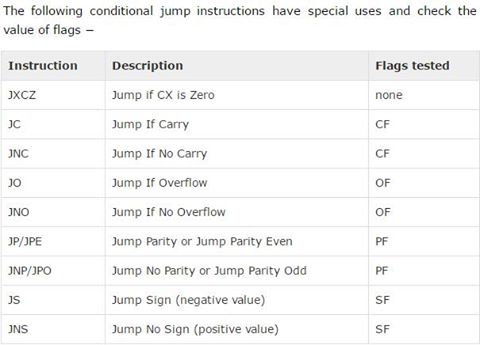 The following conditional jump instructions have special uses and check the
value of flags −
Instruction Description Flags tested
JXCZ Jump if CX is Zero none
JC Jump If Carry CF
JNC Jump If No Carry CF
JO Jump If Overflow OF
JNO Jump If No Overflow OF
JP/JPE Jump Parity or Jump Parity Even PF
JNP/JPO Jump No Parity or Jump Parity Odd PF
JS Jump Sign (negative value) SF
JNS Jump No Sign (positive value) SF